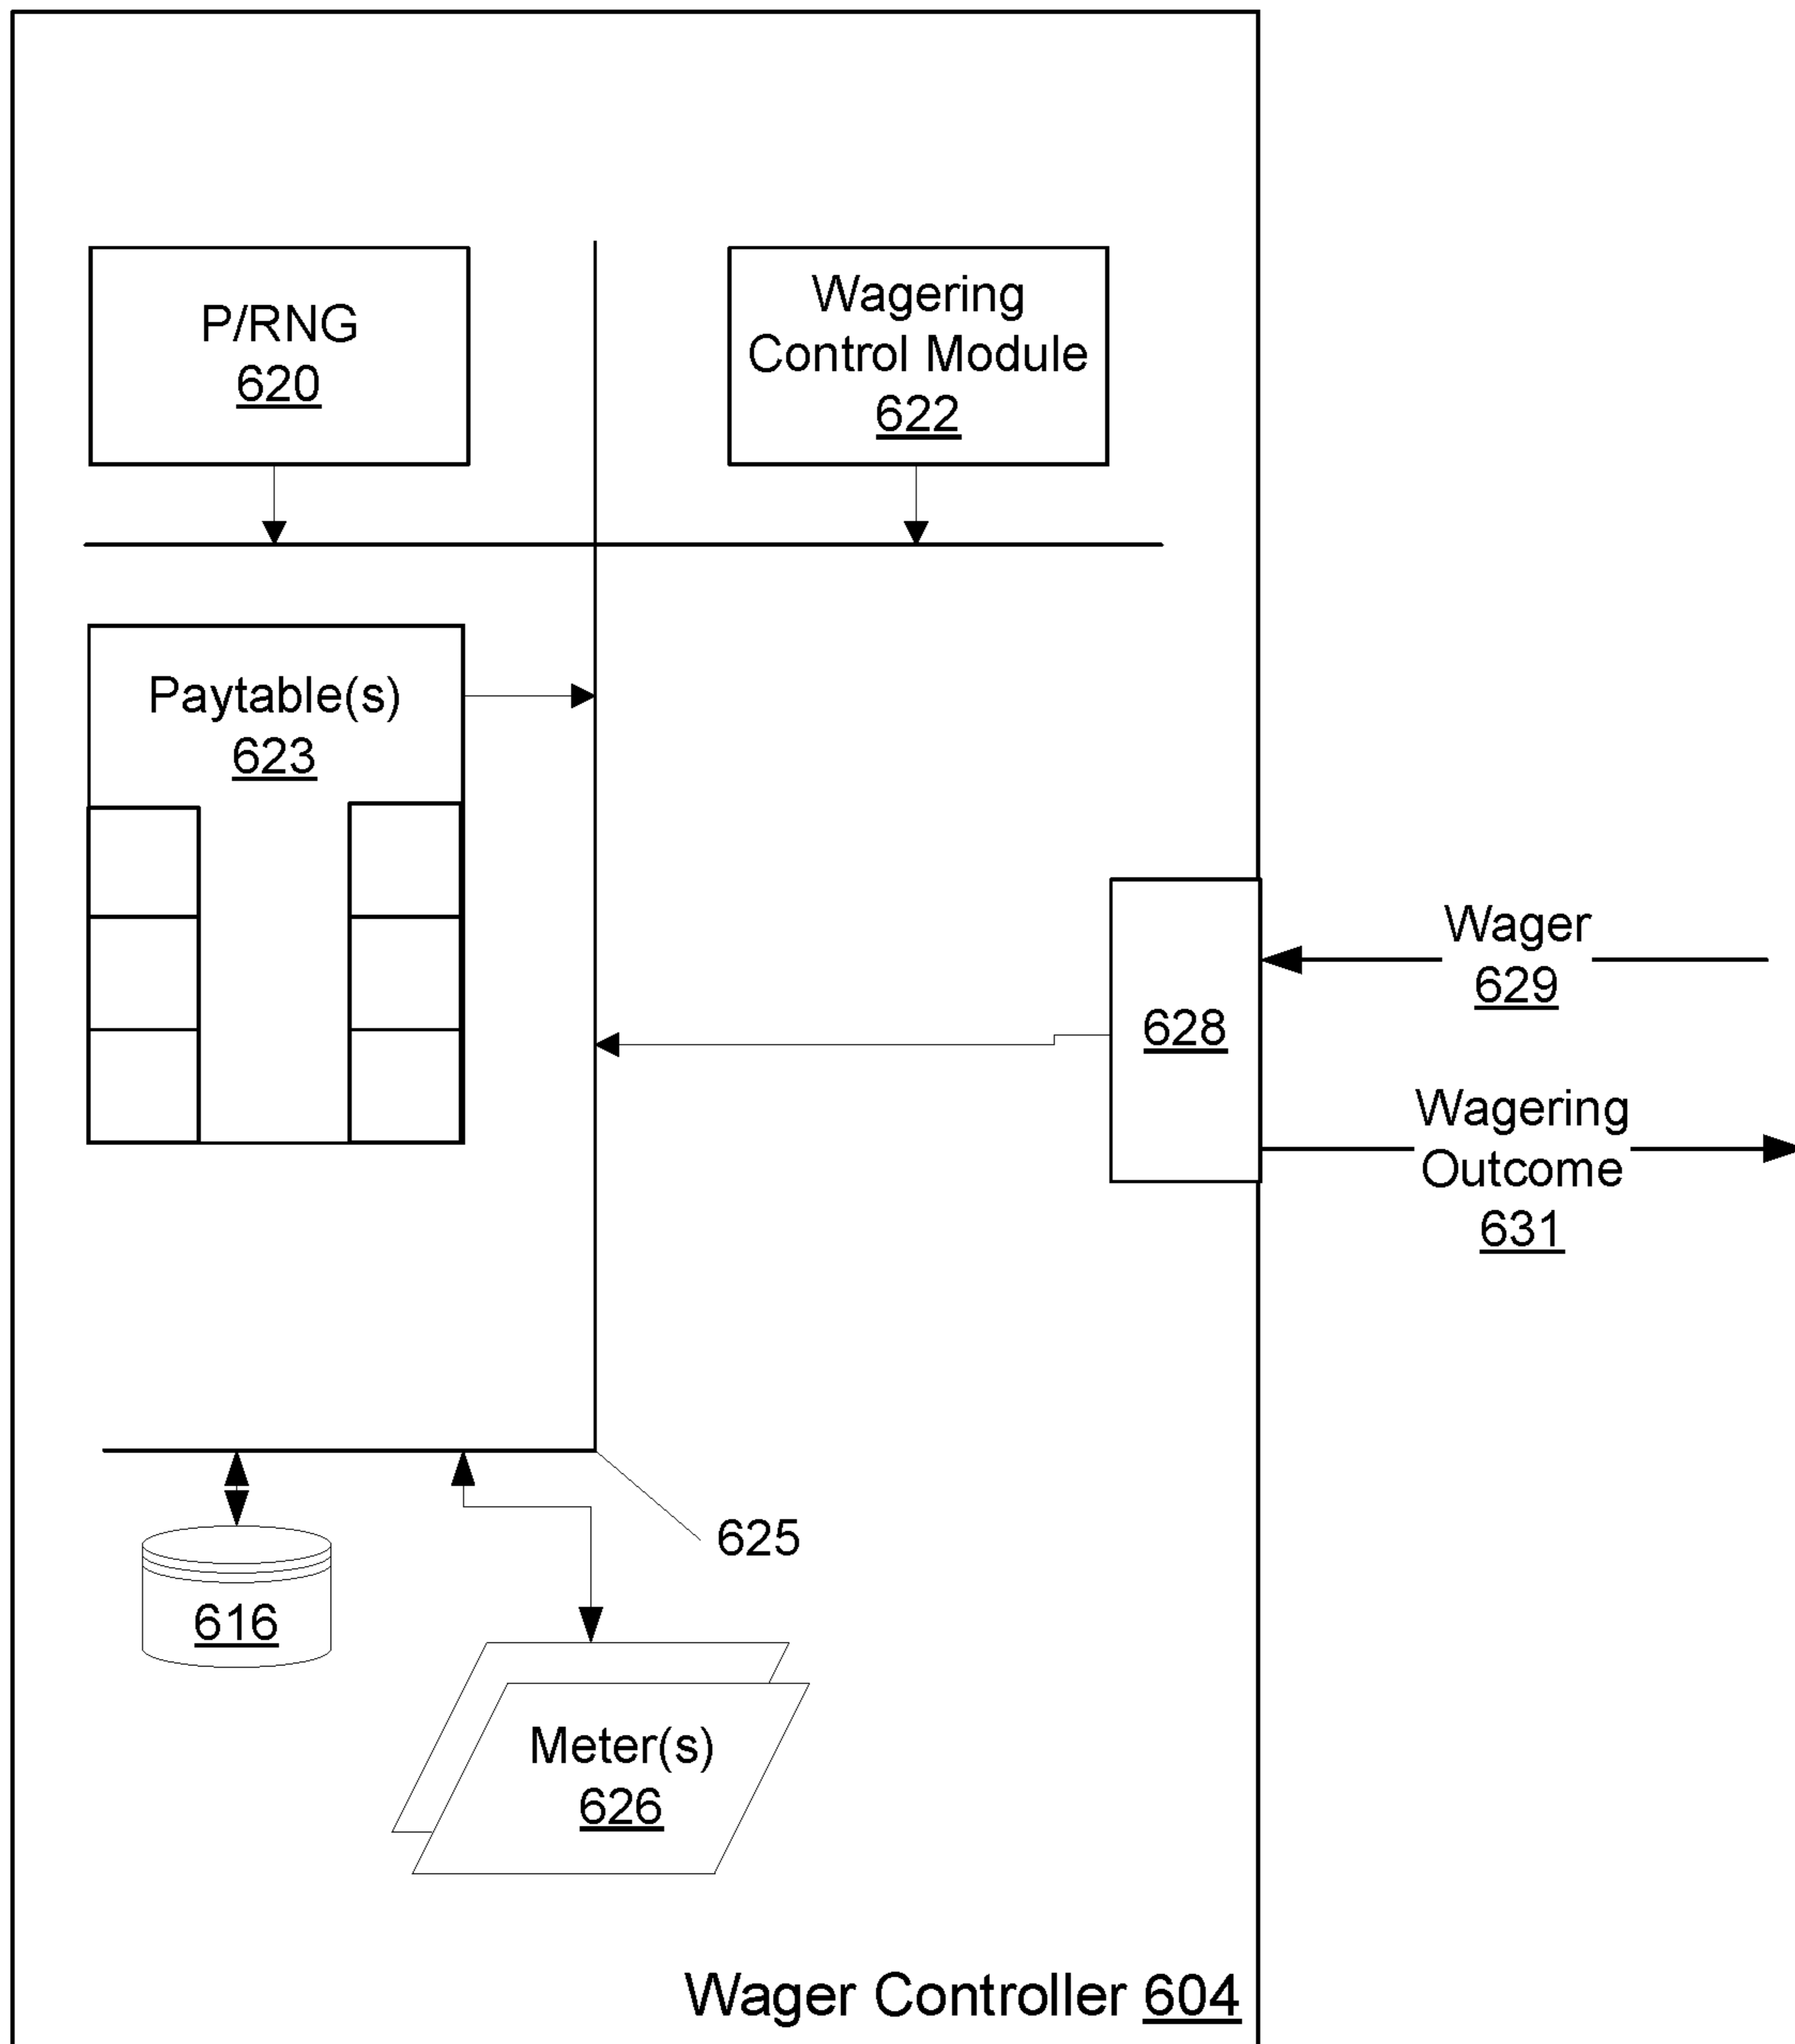 P/RNG
620
Wagering
Control Module
622
Paytable(s)
623
Wager
629
628
Wagering
Outcome
631
625
616
Meter(s)
626
Wager Controller 604